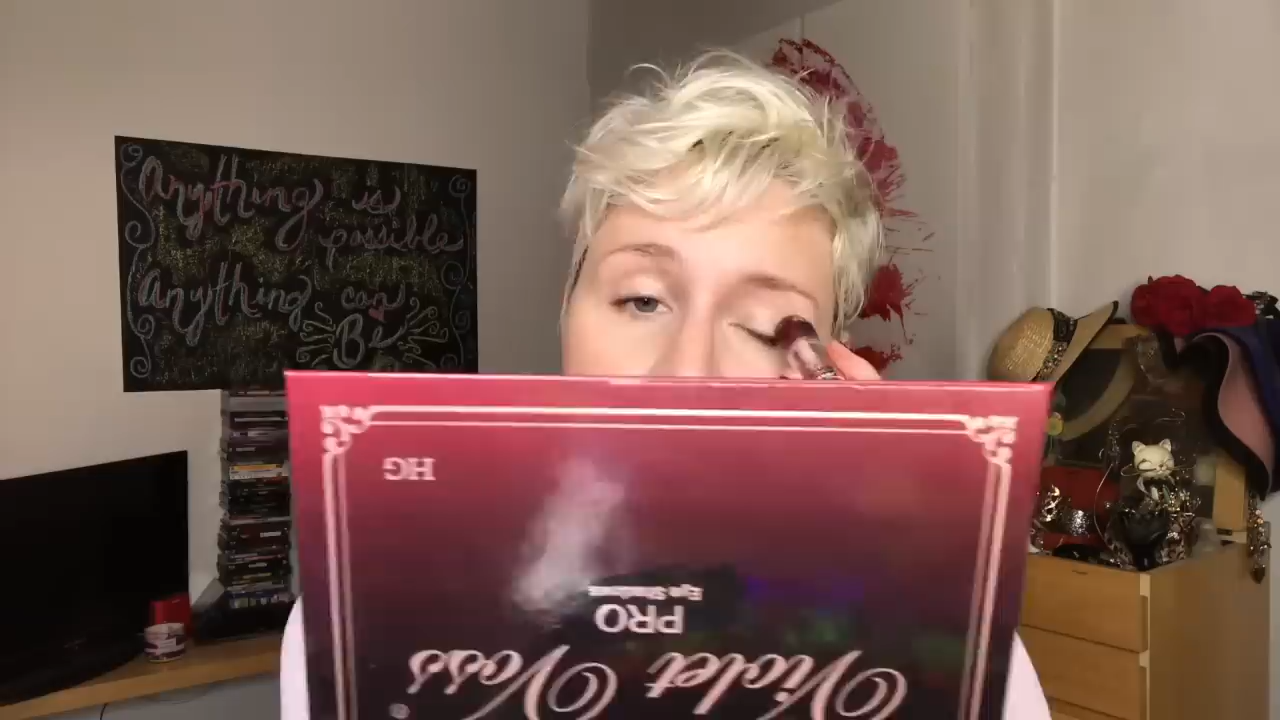 Anything is
possible
Anything can
Be
HG
PRO
Eye Shadow
Violet Voss